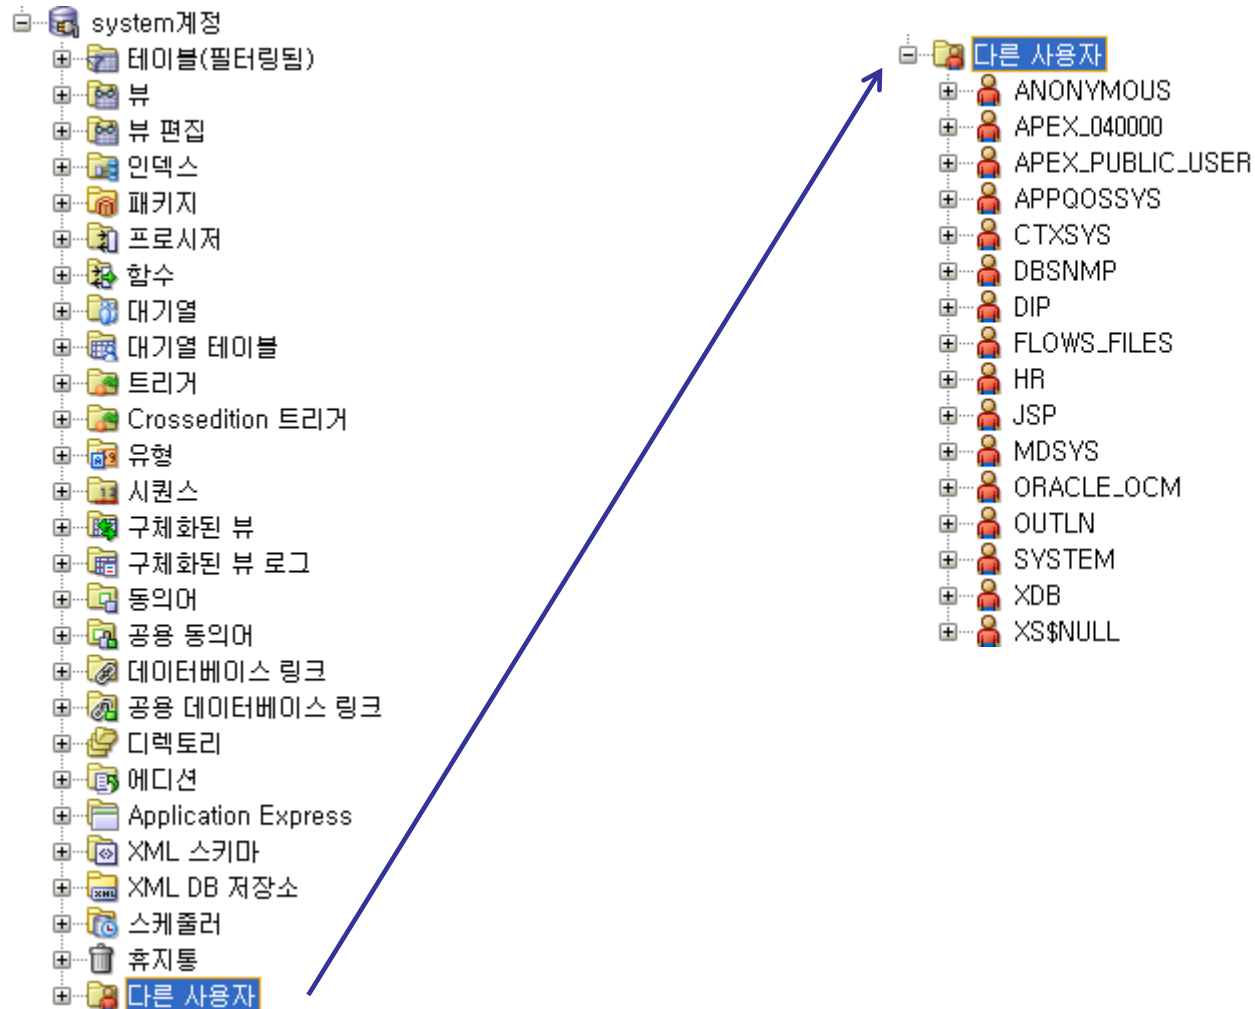 system계정
테이블(필터링됨)
뷰
뷰 편집
인덱스
패키지
프로시저
함수
대기열
대기열 테이블
트리거
Crossedition 트리거
유형
시퀀스
구체화된 뷰
구체화된 뷰 로그
동의어
공용 동의어
데이터베이스 링크
공용 데이터베이스 링크
디렉토리
에디션
Application Express
XML 스키마
XML DB 저장소
스케줄러
휴지통
다른 사용자
다른 사용자
ANONYMOUS
APEX_040000
APEX_PUBLIC_USER
APPQOSSYS
CTXSYS
DBSNMP
DIP
FLOWS_FILES
HR
JSP
MDSYS
ORACLE_OCM
OUTLN
SYSTEM
XDB
XS$NULL